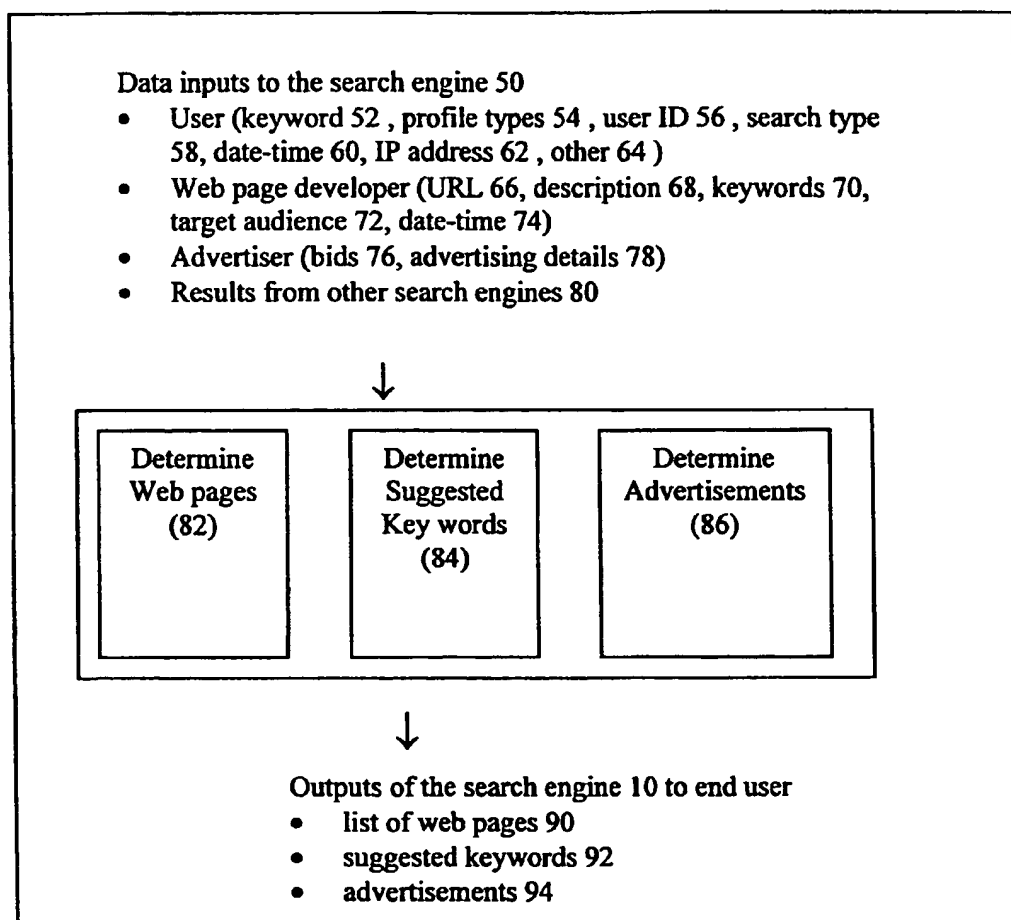 Data inputs to the search engine 50
• User (keyword 52 , profile types 54 , user ID 56 , search type
58, date-time 60, IP address 62 , other 64 )
• Web page developer (URL 66, description 68, keywords 70,
target audience 72, date-time 74)
• Advertiser (bids 76, advertising details 78)
• Results from other search engines 80
↓
Determine
Web pages
(82)
Determine
Suggested
Key words
(84)
Determine
Advertisements
(86)
↓
Outputs of the search engine 10 to end user
• list of web pages 90
• suggested keywords 92
• advertisements 94